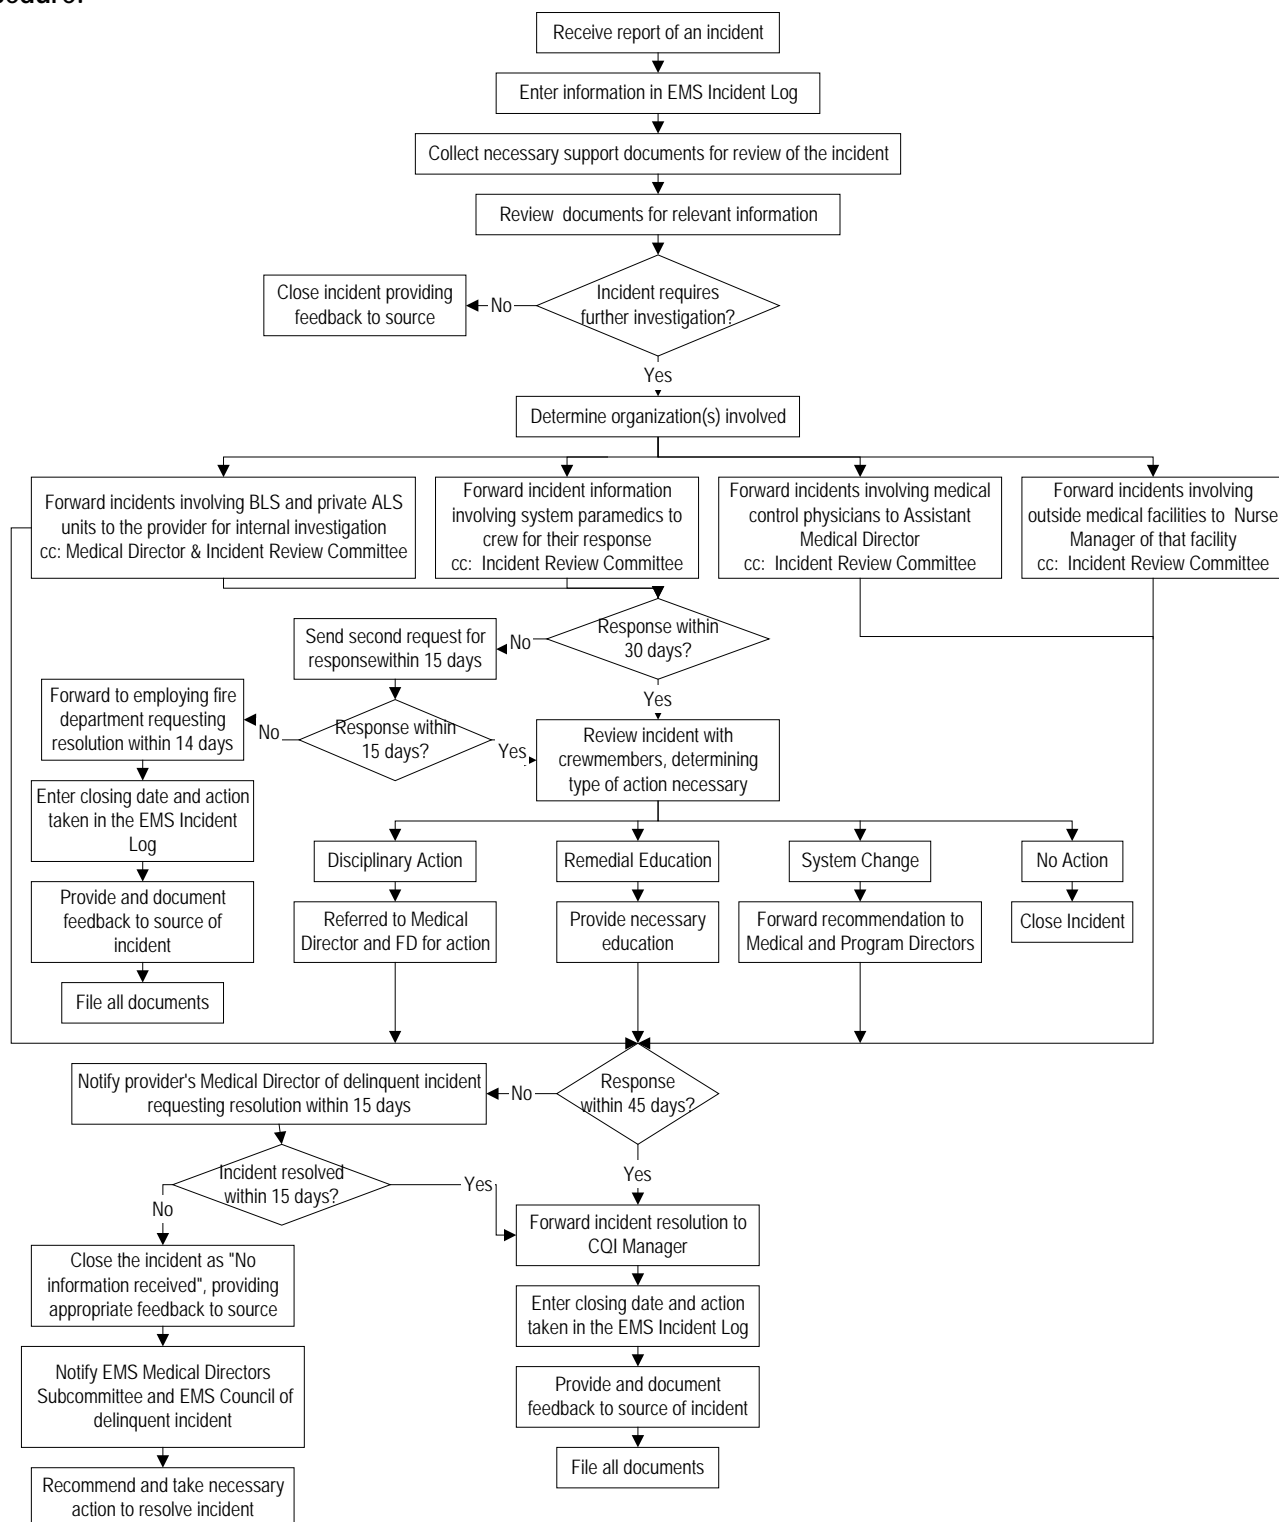 Receive report of an incident
Enter information in EMS Incident Log
Collect necessary support documents for review of the incident
Review documents for relevant information
Incident requires
further investigation?
No
Close incident providing
feedback to source
Yes
Determine organization(s) involved
Forward incidents involving BLS and private ALS
units to the provider for internal investigation
cc: Medical Director & Incident Review Committee
Forward incident information
involving system paramedics to
crew for their response
cc: Incident Review Committee
Forward incidents involving medical
control physicians to Assistant
Medical Director
cc: Incident Review Committee
Forward incidents involving
outside medical facilities to Nurse
Manager of that facility
cc: Incident Review Committee
Response within
30 days?
No
Send second request for
responsewithin 15 days
Yes
Response within
15 days?
No
Forward to employing fire
department requesting
resolution within 14 days
Yes
Review incident with
crewmembers, determining
type of action necessary
Enter closing date and action
taken in the EMS Incident
Log
Provide and document
feedback to source of
incident
File all documents
Disciplinary Action
Remedial Education
System Change
No Action
Referred to Medical
Director and FD for action
Provide necessary
education
Forward recommendation to
Medical and Program Directors
Close Incident
Response
within 45 days?
No
Notify provider's Medical Director of delinquent incident
requesting resolution within 15 days
Yes
Incident resolved
within 15 days?
Yes
No
Forward incident resolution to
CQI Manager
Close the incident as "No
information received", providing
appropriate feedback to source
Enter closing date and action
taken in the EMS Incident Log
Notify EMS Medical Directors
Subcommittee and EMS Council of
delinquent incident
Provide and document
feedback to source of incident
File all documents
Recommend and take necessary
action to resolve incident